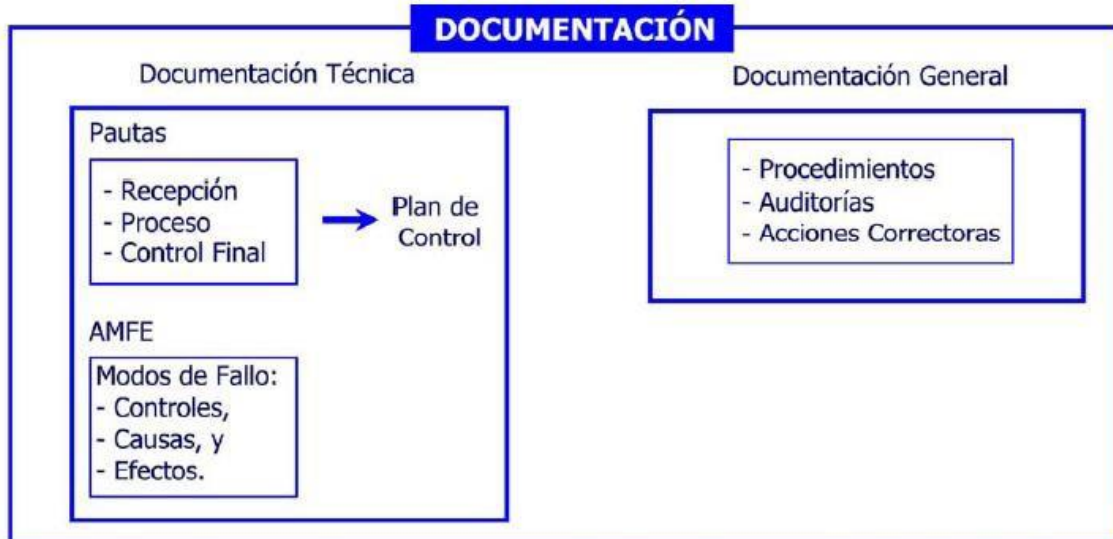 DOCUMENTACIÓN
Documentación Técnica
Pautas
- Recepción
- Proceso
- Control Final
Plan de
Control
AMFE
Modos de Fallo:
- Controles,
- Causas, y
- Efectos.
Documentación General
- Procedimientos
- Auditorías
- Acciones Correctoras